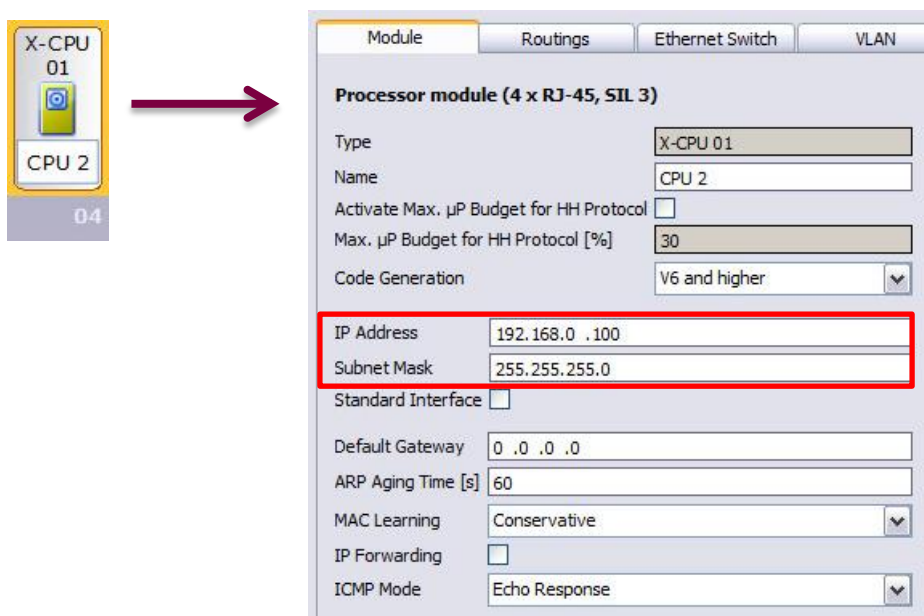 X-CPU
01
CPU 2
04
Module
Routings
Ethernet Switch
VLAN
Processor module (4 x RJ-45, SIL 3)
Type X-CPU 01
Name CPU 2
Activate Max. µP Budget for HH Protocol
Max. µP Budget for HH Protocol [%] 30
Code Generation V6 and higher
IP Address 192.168.0 .100
Subnet Mask 255.255.255.0
Standard Interface
Default Gateway 0 .0 .0 .0
ARP Aging Time [s] 60
MAC Learning Conservative
IP Forwarding
ICMP Mode Echo Response